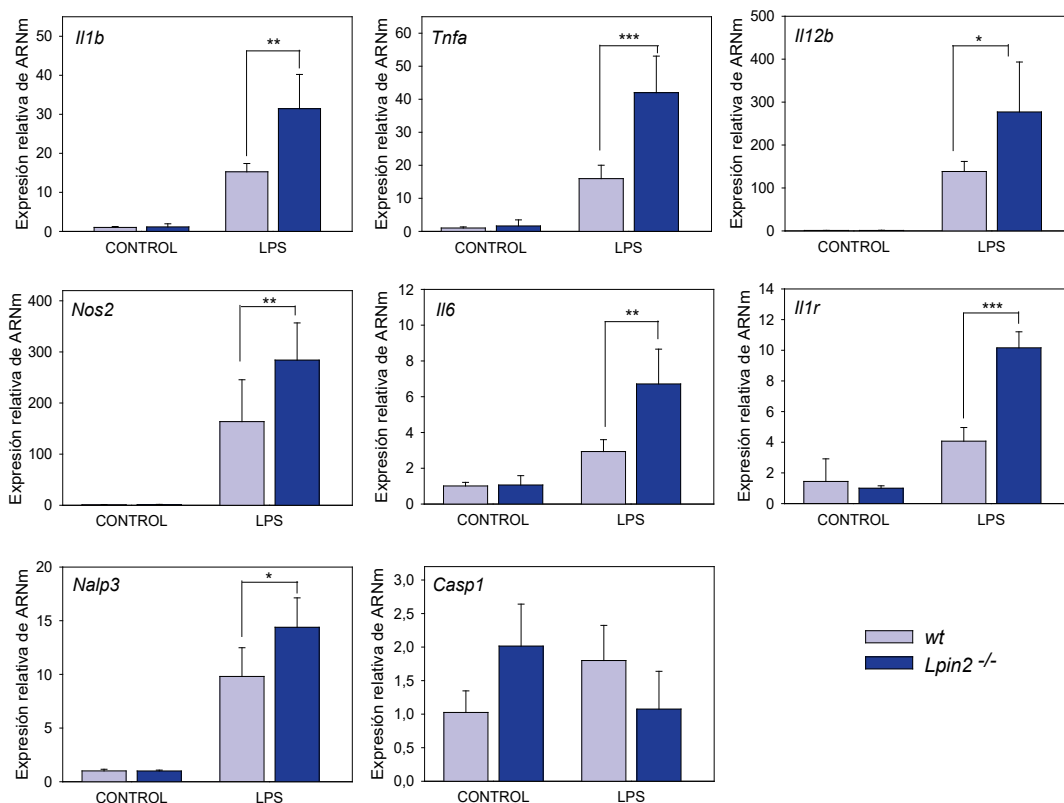 Il1b
Expresión relativa de ARNm
50
40
30
20
10
0
**
CONTROL
LPS
Tnfa
Expresión relativa de ARNm
60
50
40
30
20
10
0
***
CONTROL
LPS
Il12b
Expresión relativa de ARNm
500
400
300
200
100
0
*
CONTROL
LPS
Nos2
Expresión relativa de ARNm
400
300
200
100
0
**
CONTROL
LPS
Il6
Expresión relativa de ARNm
12
10
8
6
4
2
0
**
CONTROL
LPS
Il1r
Expresión relativa de ARNm
14
12
10
8
6
4
2
0
***
CONTROL
LPS
Nalp3
Expresión relativa de ARNm
20
15
10
5
0
*
CONTROL
LPS
Casp1
Expresión relativa de ARNm
3,0
2,5
2,0
1,5
1,0
0,5
0,0
CONTROL
LPS
wt
Lpin2 -/-